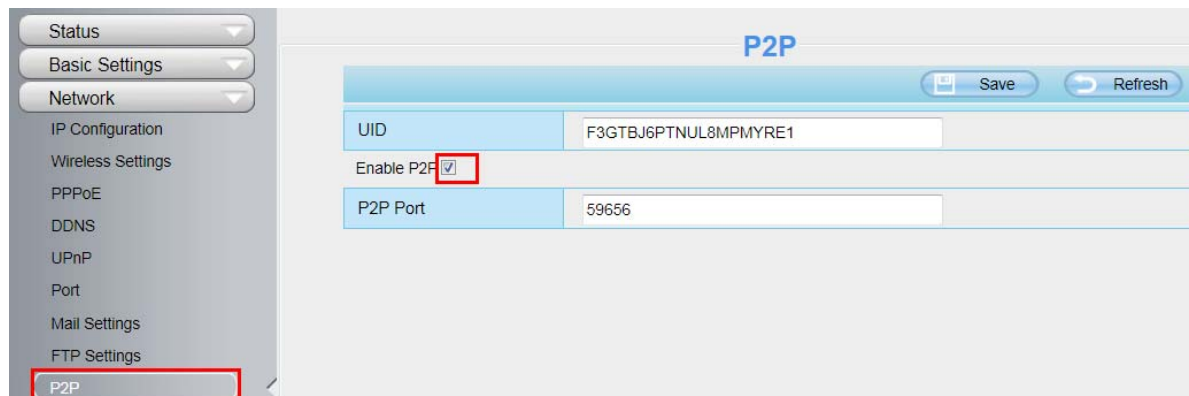 Status
Basic Settings
Network
IP Configuration
Wireless Settings
PPPoE
DDNS
UPnP
Port
Mail Settings
FTP Settings
P2P
P2P
Save Refresh
UID F3GTBJ6PTNUL8MPMYRE1
Enable P2P
P2P Port 59656